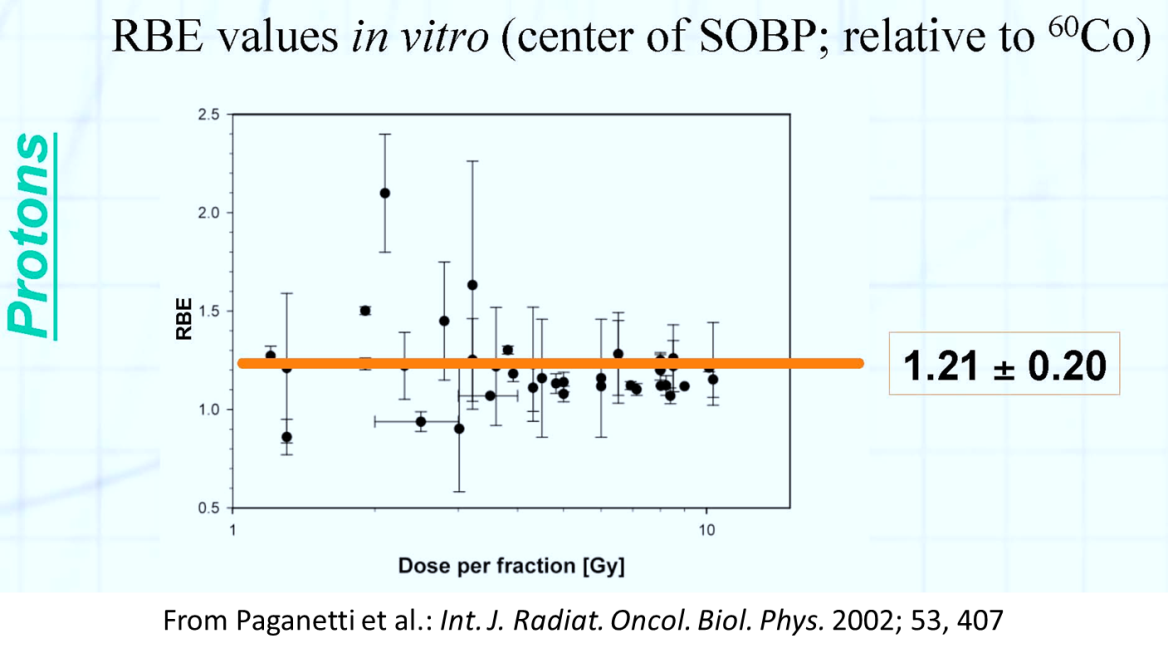 RBE values in vitro (center of SOBP; relative to ⁶⁰Co)
Protons
2.5
2.0
1.5
1.0
0.5
RBE
1
10
Dose per fraction [Gy]
1.21 ± 0.20
From Paganetti et al.: Int. J. Radiat. Oncol. Biol. Phys. 2002; 53, 407